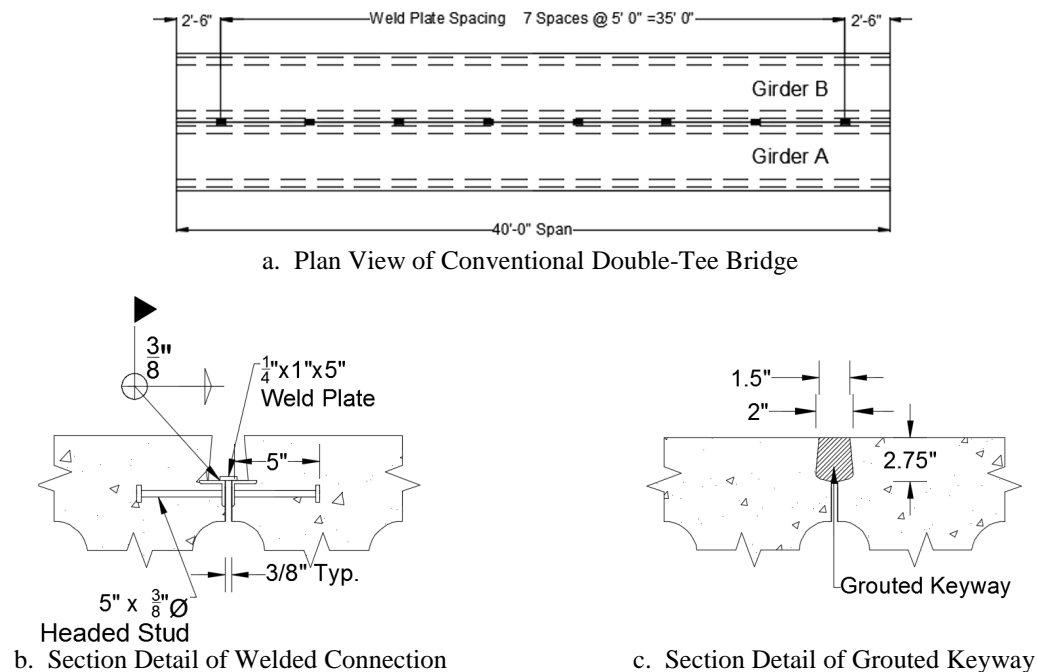 2'-6"
Weld Plate Spacing 7 Spaces @ 5' 0" =35' 0"
2'-6"
Girder B
Girder A
40'-0" Span
a. Plan View of Conventional Double-Tee Bridge
3/8"
1/4"x1"x5"
Weld Plate
5"
3/8" Typ.
5" x 3/8"Ø
Headed Stud
b. Section Detail of Welded Connection
1.5"
2"
2.75"
Grouted Keyway
c. Section Detail of Grouted Keyway